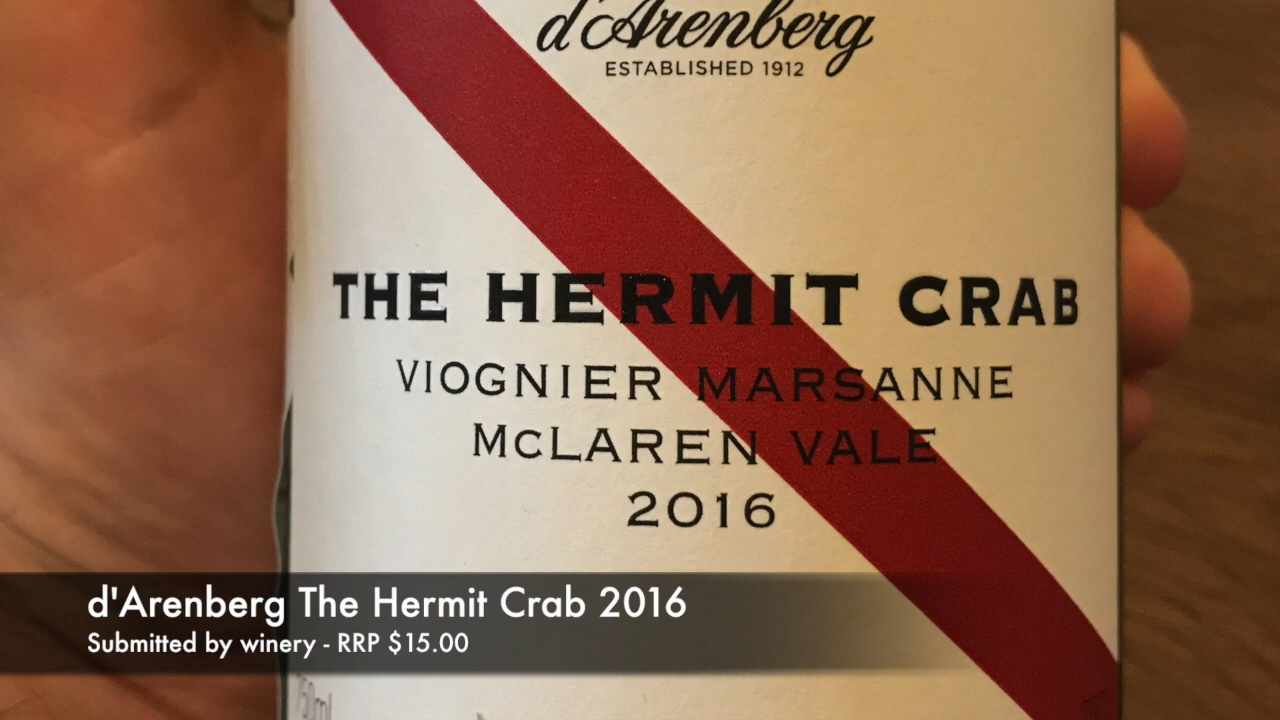 d'Arenberg
ESTABLISHED 1912
THE HERMIT CRAB
VIOGNIER MARSANNE
McLAREN VALE
2016
d'Arenberg The Hermit Crab 2016
Submitted by winery - RRP $15.00
750ml